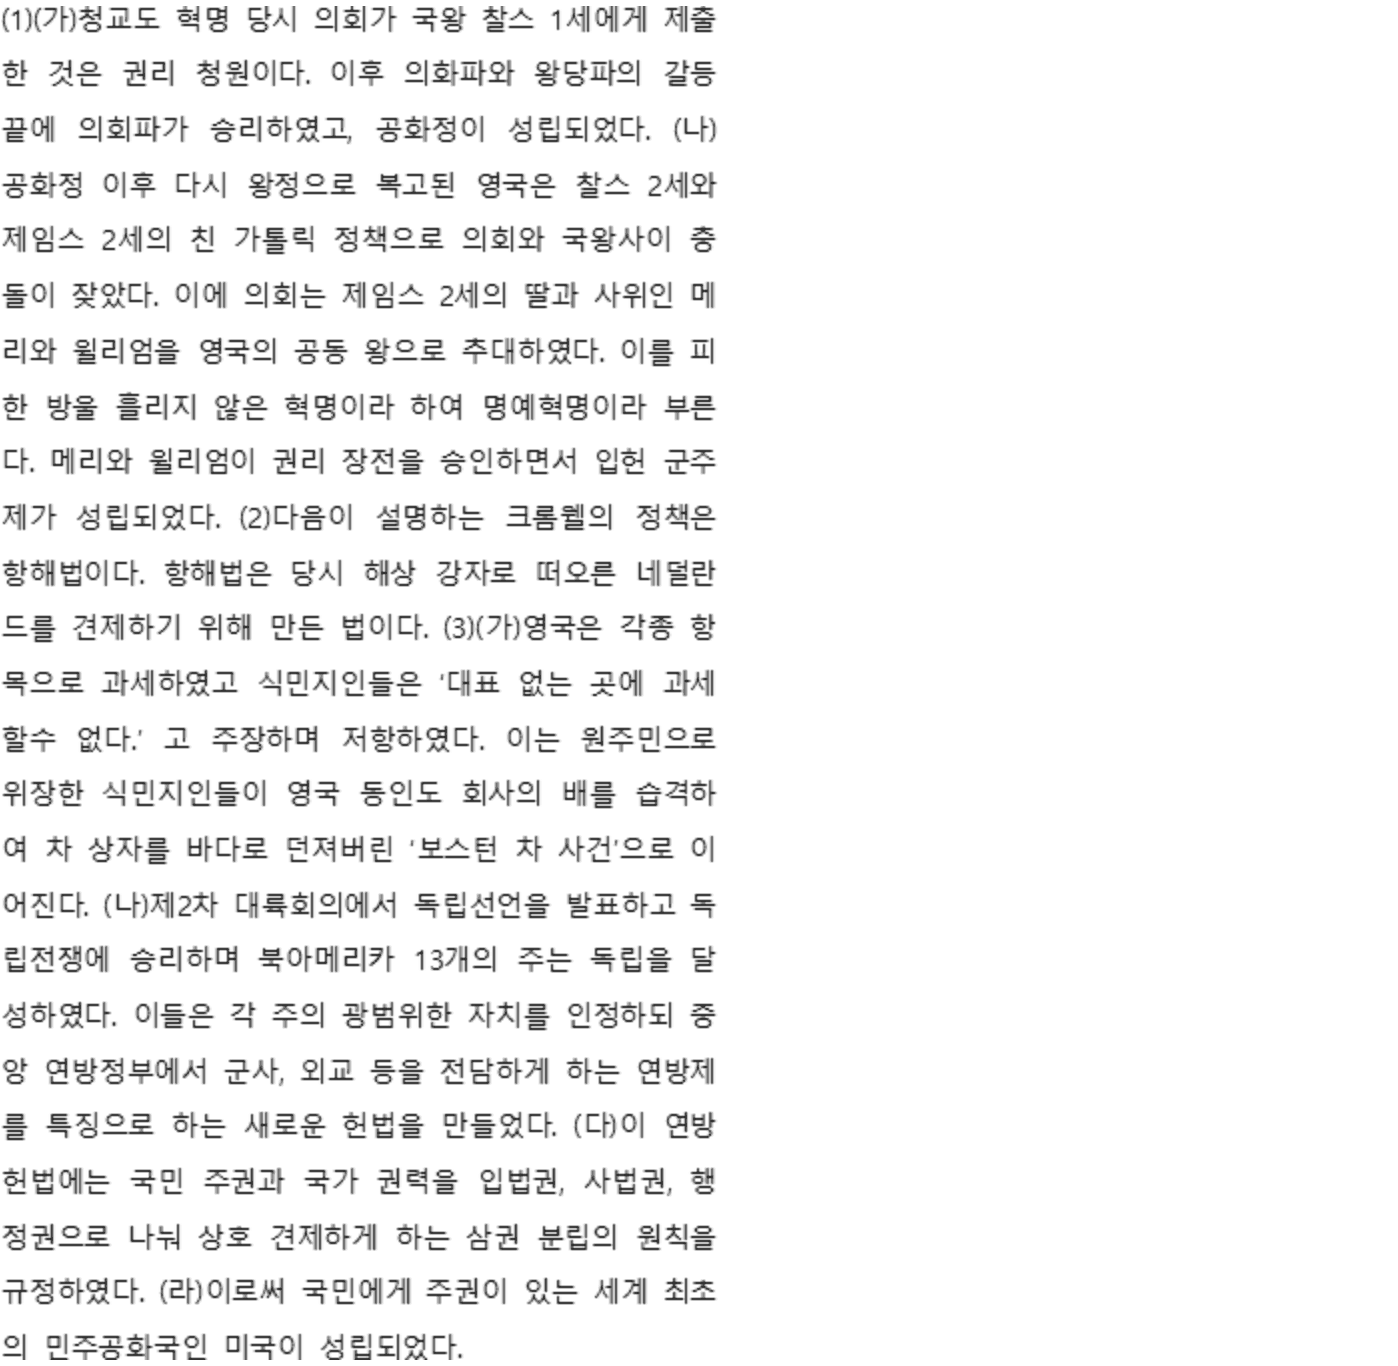 (1)(가)청교도 혁명 당시 의회가 국왕 찰스 1세에게 제출
한 것은 권리 청원이다. 이후 의화파와 왕당파의 갈등
끝에 의회파가 승리하였고, 공화정이 성립되었다. (나)
공화정 이후 다시 왕정으로 복고된 영국은 찰스 2세와
제임스 2세의 친 가톨릭 정책으로 의회와 국왕사이 충
돌이 잦았다. 이에 의회는 제임스 2세의 딸과 사위인 메
리와 윌리엄을 영국의 공동 왕으로 추대하였다. 이를 피
한 방울 흘리지 않은 혁명이라 하여 명예혁명이라 부른
다. 메리와 윌리엄이 권리 장전을 승인하면서 입헌 군주
제가 성립되었다. (2)다음이 설명하는 크롬웰의 정책은
항해법이다. 항해법은 당시 해상 강자로 떠오른 네덜란
드를 견제하기 위해 만든 법이다. (3)(가)영국은 각종 항
목으로 과세하였고 식민지인들은 ‘대표 없는 곳에 과세
할수 없다.’ 고 주장하며 저항하였다. 이는 원주민으로
위장한 식민지인들이 영국 동인도 회사의 배를 습격하
여 차 상자를 바다로 던져버린 ‘보스턴 차 사건’으로 이
어진다. (나)제2차 대륙회의에서 독립선언을 발표하고 독
립전쟁에 승리하며 북아메리카 13개의 주는 독립을 달
성하였다. 이들은 각 주의 광범위한 자치를 인정하되 중
앙 연방정부에서 군사, 외교 등을 전담하게 하는 연방제
를 특징으로 하는 새로운 헌법을 만들었다. (다)이 연방
헌법에는 국민 주권과 국가 권력을 입법권, 사법권, 행
정권으로 나눠 상호 견제하게 하는 삼권 분립의 원칙을
규정하였다. (라)이로써 국민에게 주권이 있는 세계 최초
의 민주공화국인 미국이 성립되었다.